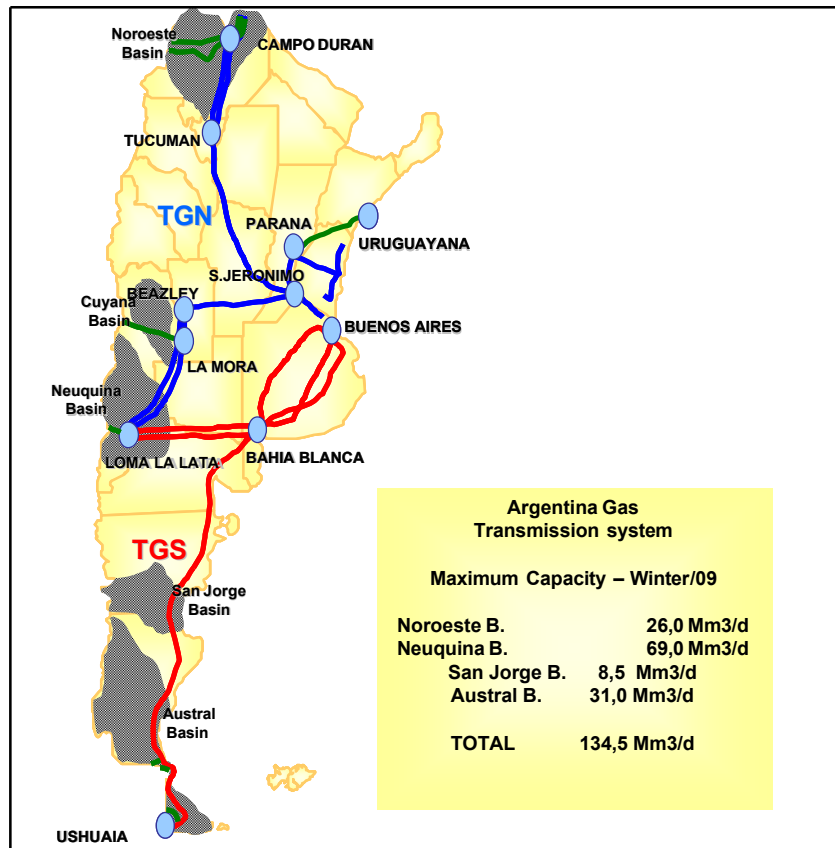 Noroeste
Basin
CAMPO DURAN
TUCUMAN
TGN
PARANA
URUGUAYANA
S.JERONIMO
BEAZLEY
Cuyana
Basin
BUENOS AIRES
LA MORA
Neuquina
Basin
LOMA LA LATA
BAHIA BLANCA
TGS
San Jorge
Basin
Austral
Basin
USHUAIA
Argentina Gas
Transmission system
Maximum Capacity – Winter/09
Noroeste B. 26,0 Mm3/d
Neuquina B. 69,0 Mm3/d
San Jorge B. 8,5 Mm3/d
Austral B. 31,0 Mm3/d
TOTAL 134,5 Mm3/d